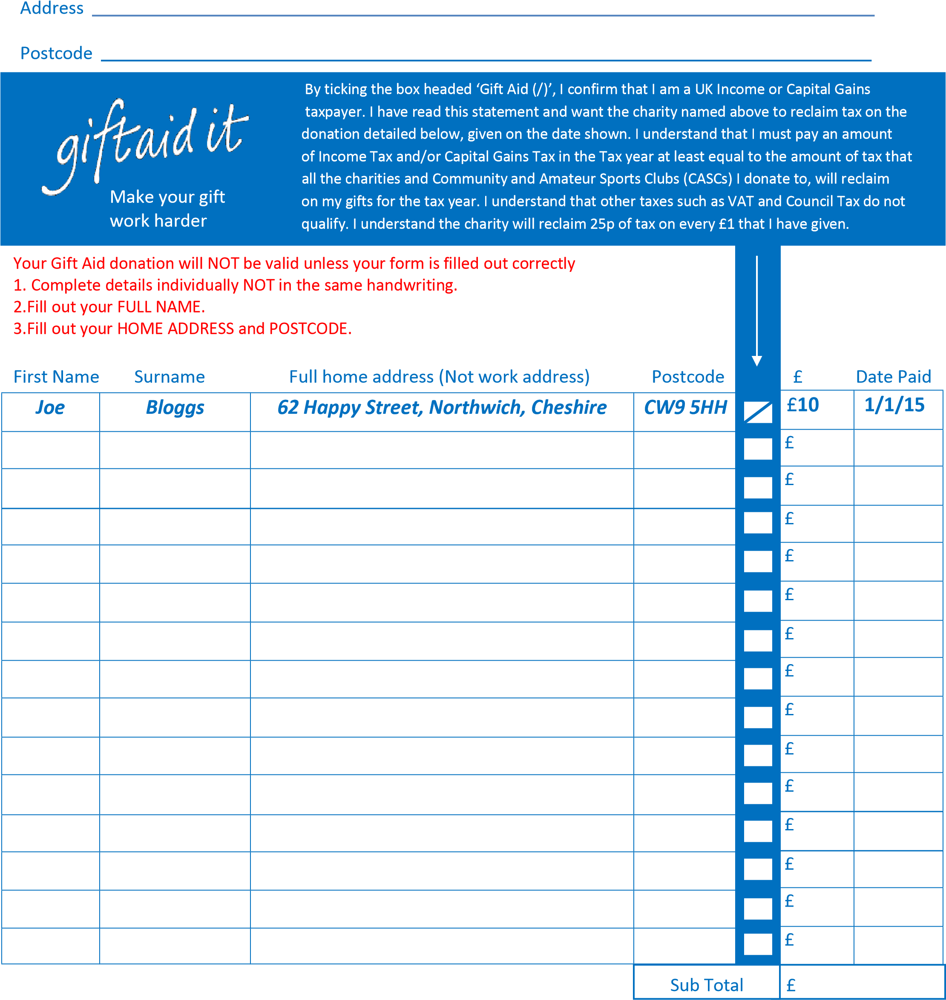 Address
Postcode
giftaid it
Make your gift
work harder
By ticking the box headed ‘Gift Aid (/)’, I confirm that I am a UK Income or Capital Gains
taxpayer. I have read this statement and want the charity named above to reclaim tax on the
donation detailed below, given on the date shown. I understand that I must pay an amount
of Income Tax and/or Capital Gains Tax in the Tax year at least equal to the amount of tax that
all the charities and Community and Amateur Sports Clubs (CASCs) I donate to, will reclaim
on my gifts for the tax year. I understand that other taxes such as VAT and Council Tax do not
qualify. I understand the charity will reclaim 25p of tax on every £1 that I have given.
Your Gift Aid donation will NOT be valid unless your form is filled out correctly
1. Complete details individually NOT in the same handwriting.
2.Fill out your FULL NAME.
3.Fill out your HOME ADDRESS and POSTCODE.
First Name Surname Full home address (Not work address) Postcode £ Date Paid
Joe Bloggs 62 Happy Street, Northwich, Cheshire CW9 5HH £10 1/1/15
£
£
£
£
£
£
£
£
£
£
£
£
£
£
Sub Total £